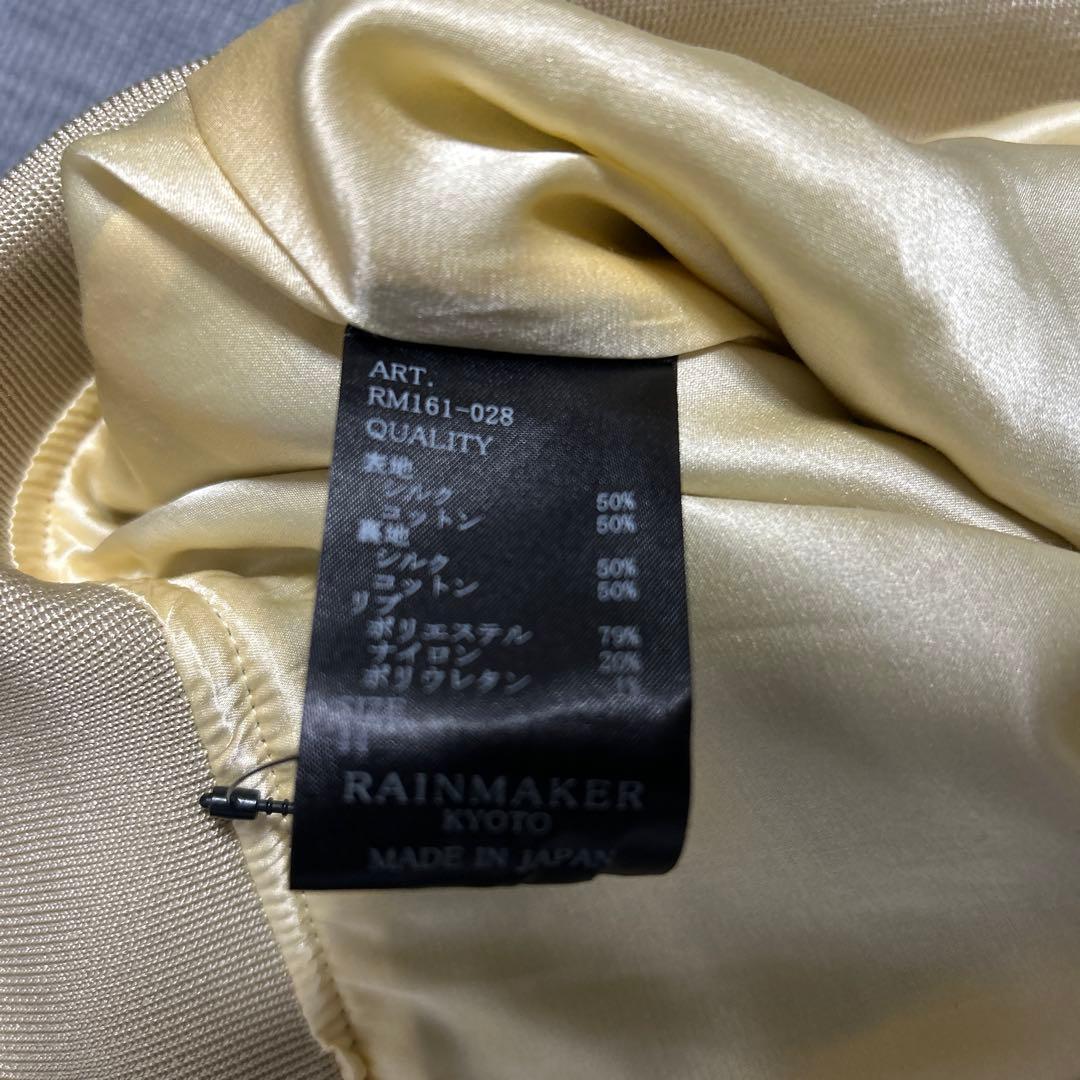 ART.
RM161-028
QUALITY
表地
シルク 50%
コットン 50%
裏地
シルク 50%
コットン 50%
リブ
ポリエステル 79%
ナイロン 20%
ポリウレタン 1%
SIZE
RAINMAKER
KYOTO
MADE IN JAPAN